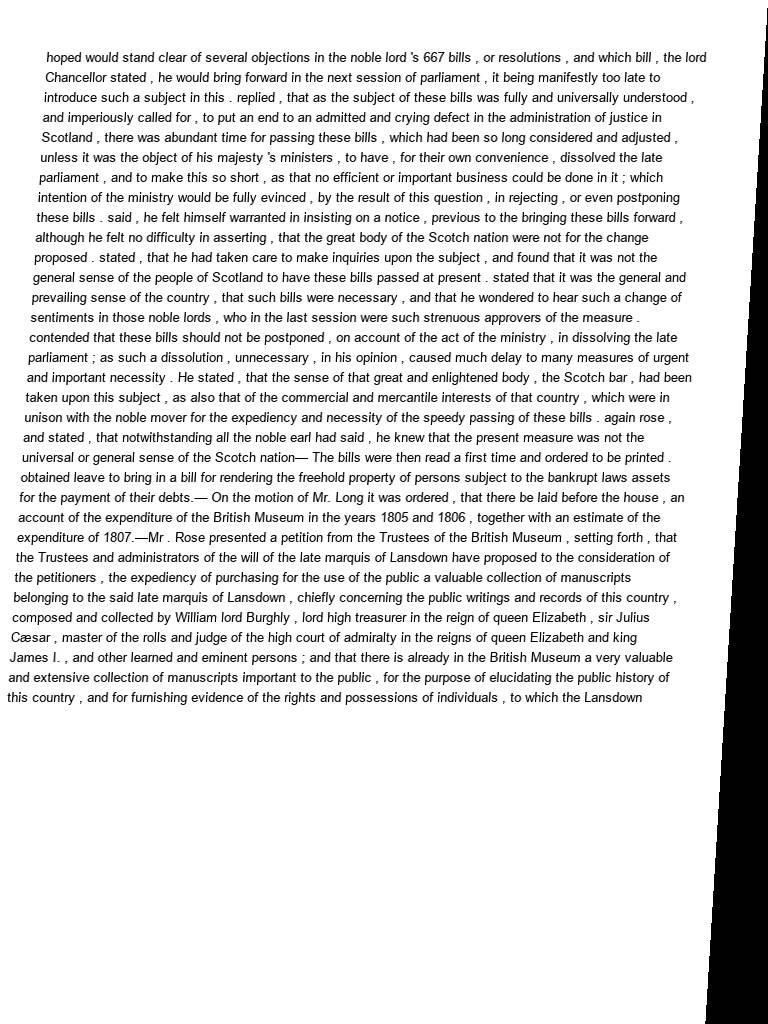 hoped would stand clear of several objections in the noble lord 's 667 bills , or resolutions , and which bill , the lord
Chancellor stated , he would bring forward in the next session of parliament , it being manifestly too late to
introduce such a subject in this . replied , that as the subject of these bills was fully and universally understood ,
and imperiously called for , to put an end to an admitted and crying defect in the administration of justice in
Scotland , there was abundant time for passing these bills , which had been so long considered and adjusted ,
unless it was the object of his majesty 's ministers , to have , for their own convenience , dissolved the late
parliament , and to make this so short , as that no efficient or important business could be done in it ; which
intention of the ministry would be fully evinced , by the result of this question , in rejecting , or even postponing
these bills . said , he felt himself warranted in insisting on a notice , previous to the bringing these bills forward ,
although he felt no difficulty in asserting , that the great body of the Scotch nation were not for the change
proposed . stated , that he had taken care to make inquiries upon the subject , and found that it was not the
general sense of the people of Scotland to have these bills passed at present . stated that it was the general and
prevailing sense of the country , that such bills were necessary , and that he wondered to hear such a change of
sentiments in those noble lords , who in the last session were such strenuous approvers of the measure .
contended that these bills should not be postponed , on account of the act of the ministry , in dissolving the late
parliament ; as such a dissolution , unnecessary , in his opinion , caused much delay to many measures of urgent
and important necessity . He stated , that the sense of that great and enlightened body , the Scotch bar , had been
taken upon this subject , as also that of the commercial and mercantile interests of that country , which were in
unison with the noble mover for the expediency and necessity of the speedy passing of these bills . again rose ,
and stated , that notwithstanding all the noble earl had said , he knew that the present measure was not the
universal or general sense of the Scotch nation— The bills were then read a first time and ordered to be printed .
obtained leave to bring in a bill for rendering the freehold property of persons subject to the bankrupt laws assets
for the payment of their debts.— On the motion of Mr. Long it was ordered , that there be laid before the house , an
account of the expenditure of the British Museum in the years 1805 and 1806 , together with an estimate of the
expenditure of 1807.—Mr . Rose presented a petition from the Trustees of the British Museum , setting forth , that
the Trustees and administrators of the will of the late marquis of Lansdown have proposed to the consideration of
the petitioners , the expediency of purchasing for the use of the public a valuable collection of manuscripts
belonging to the said late marquis of Lansdown , chiefly concerning the public writings and records of this country ,
composed and collected by William lord Burghly , lord high treasurer in the reign of queen Elizabeth , sir Julius
Cæsar , master of the rolls and judge of the high court of admiralty in the reigns of queen Elizabeth and king
James I. , and other learned and eminent persons ; and that there is already in the British Museum a very valuable
and extensive collection of manuscripts important to the public , for the purpose of elucidating the public history of
this country , and for furnishing evidence of the rights and possessions of individuals , to which the Lansdown